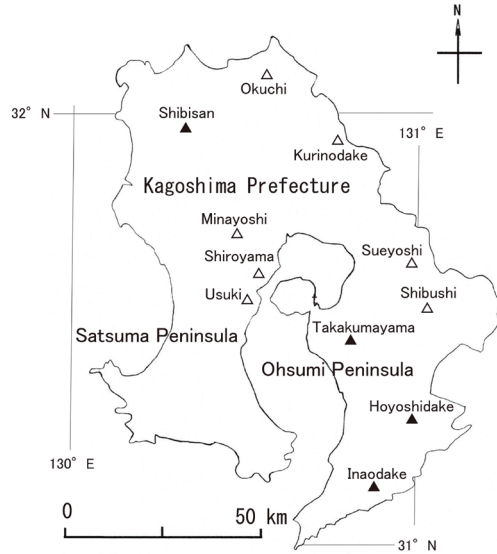 N
Okuchi
32° N
Shibisan
131° E
Kurinodake
Kagoshima Prefecture
Minayoshi
Shiroyama
Sueyoshi
Usuki
Shibushi
Takakumayama
Satsuma Peninsula
Ohsumi Peninsula
Hoyoshidake
130° E
Inaodake
0 50 km
31° N